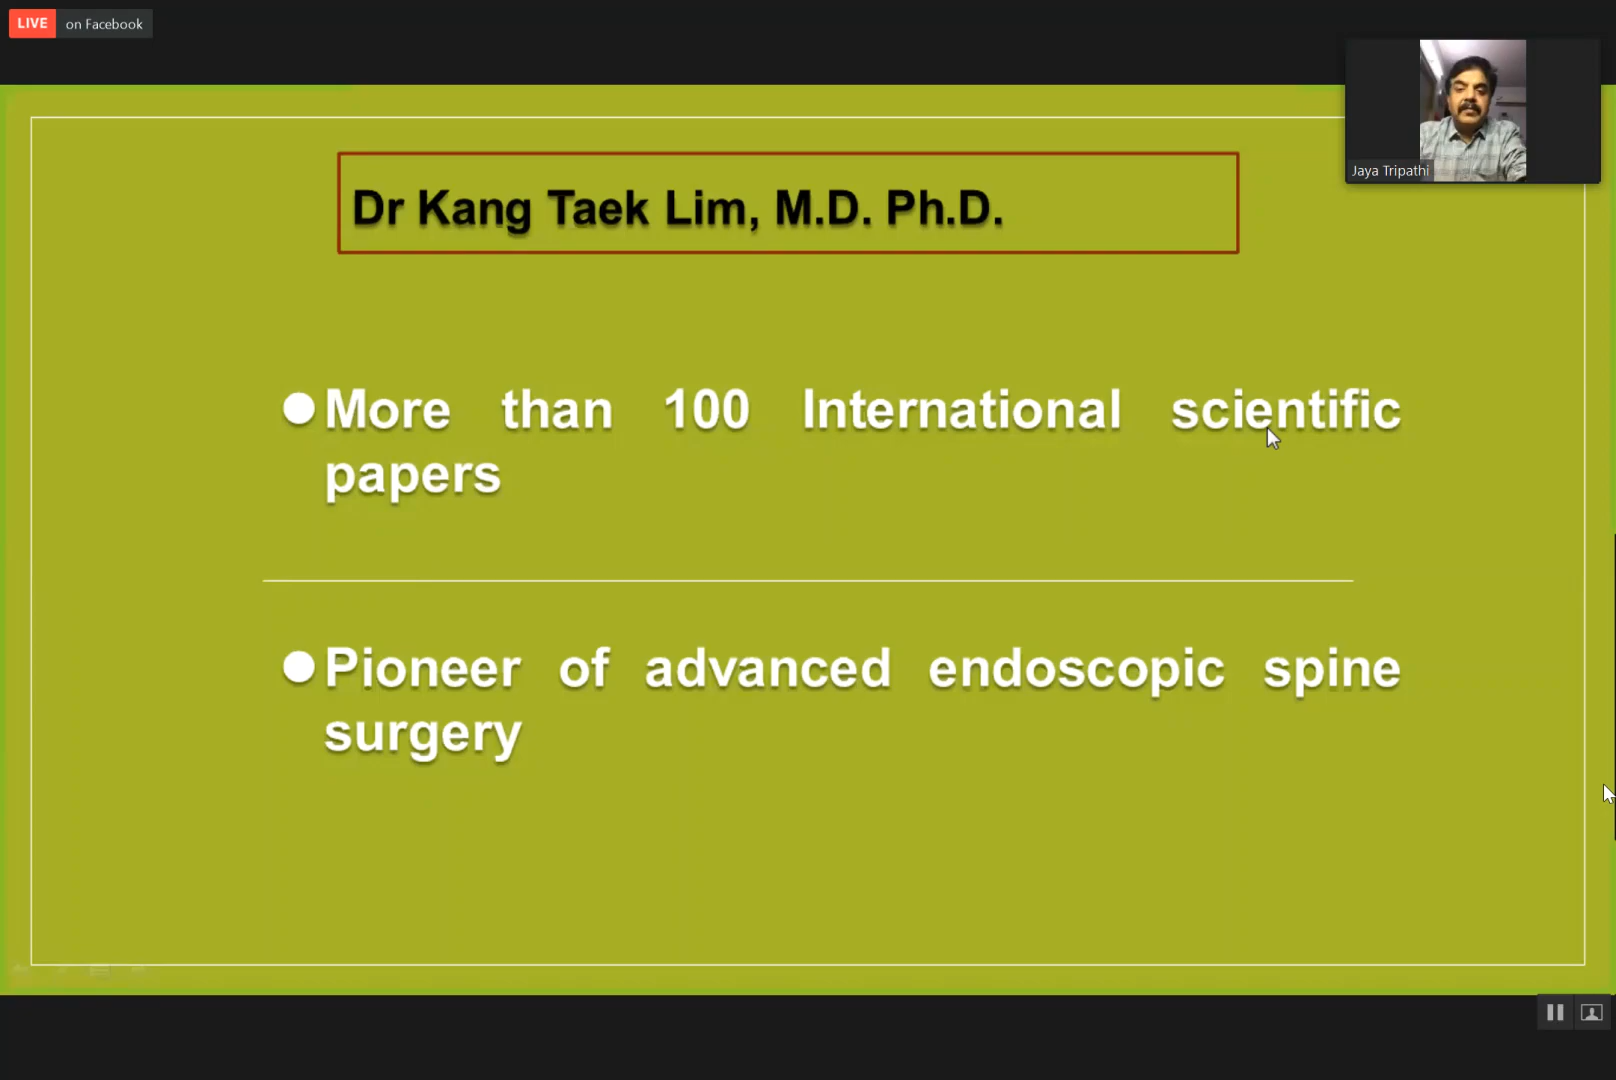 LIVE on Facebook
Jaya Tripathi
Dr Kang Taek Lim, M.D. Ph.D.
More than 100 International scientific
papers
Pioneer of advanced endoscopic spine
surgery